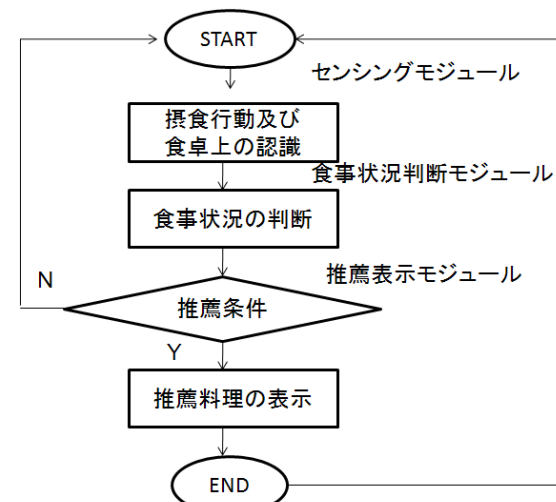 START
センシングモジュール
摂食行動及び
食卓上の認識
食事状況判断モジュール
食事状況の判断
推薦表示モジュール
N
推薦条件
Y
推薦料理の表示
END